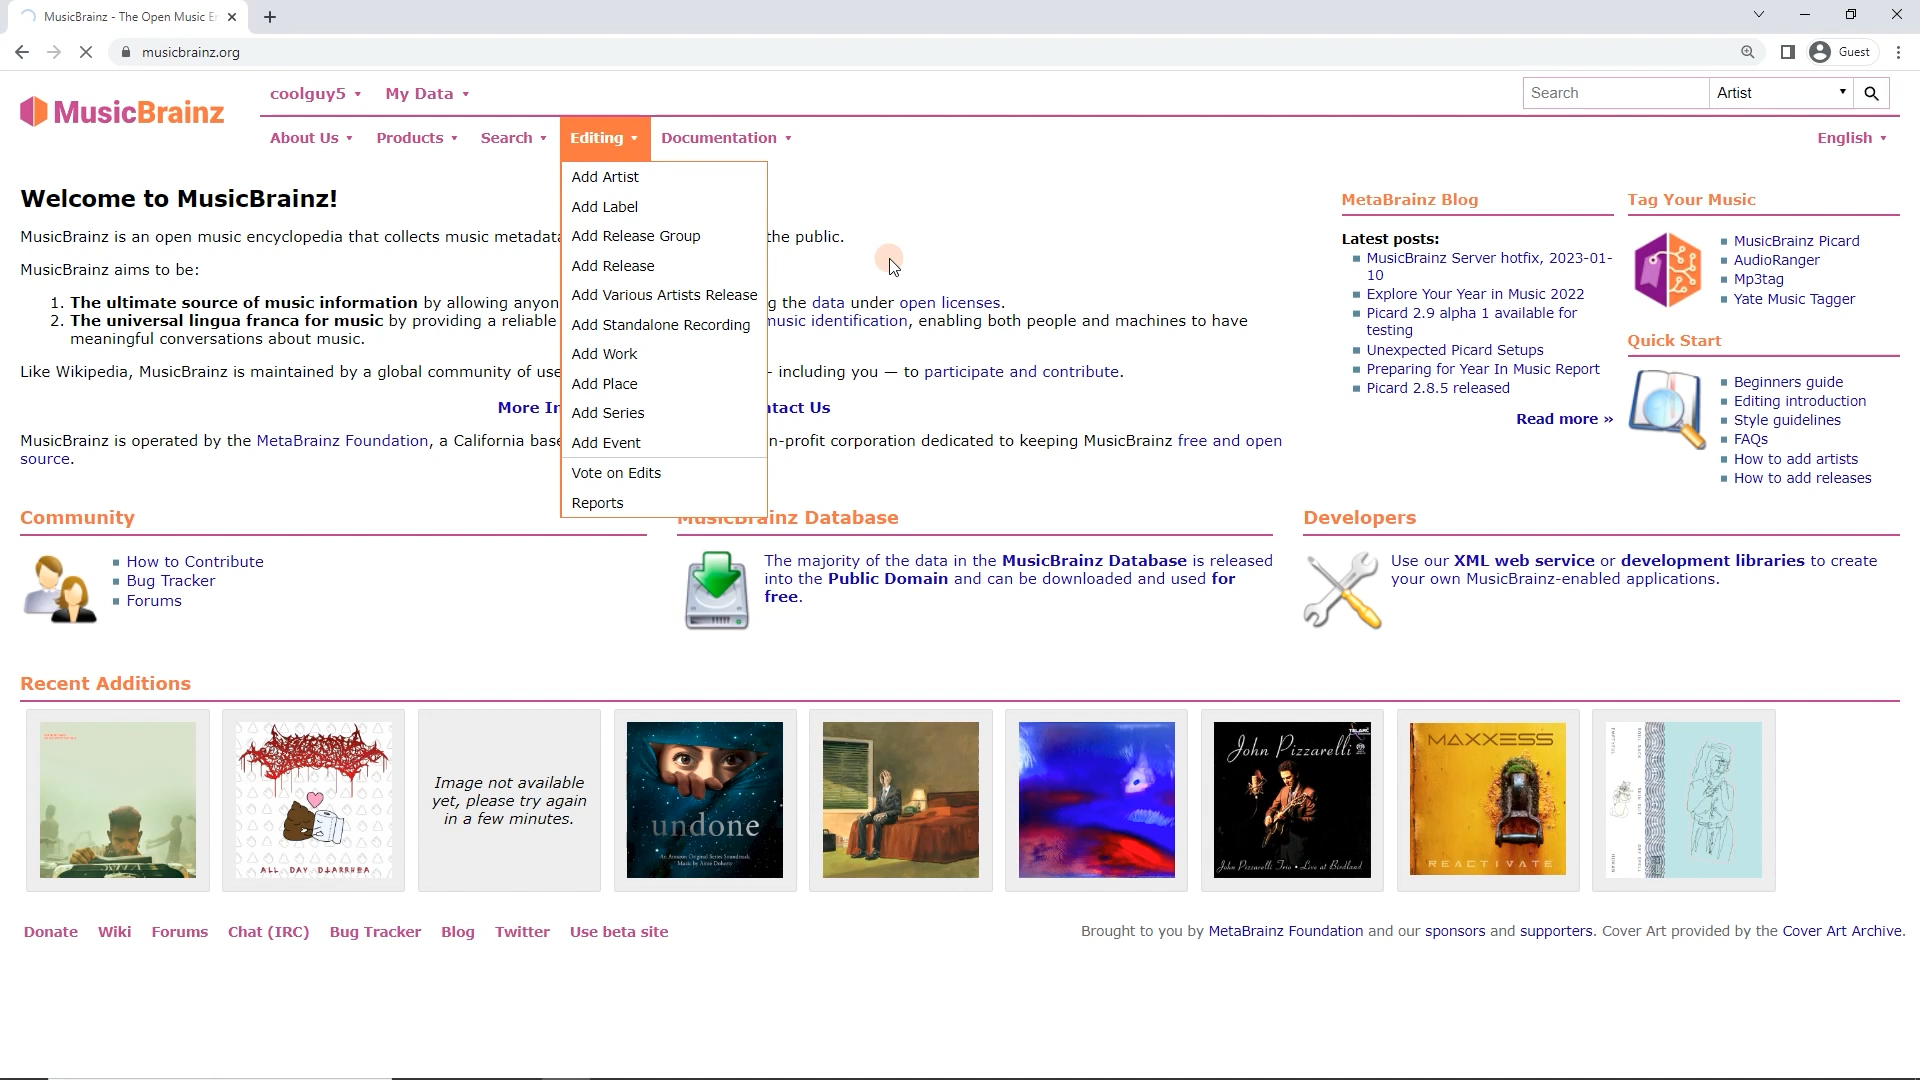 MusicBrainz - The Open Music En
musicbrainz.org
Guest
MusicBrainz
coolguy5
My Data
Search
Artist
About Us
Products
Search
Editing
Documentation
English
Add Artist
Add Label
Add Release Group
Add Release
Add Various Artists Release
Add Standalone Recording
Add Work
Add Place
Add Series
Add Event
Vote on Edits
Reports
Welcome to MusicBrainz!
MusicBrainz is an open music encyclopedia that collects music metadata the public.
MusicBrainz aims to be:
1. The ultimate source of music information by allowing anyon g the data under open licenses.
2. The universal lingua franca for music by providing a reliable music identification, enabling both people and machines to have
meaningful conversations about music.
Like Wikipedia, MusicBrainz is maintained by a global community of use - including you — to participate and contribute.
More In ntact Us
MusicBrainz is operated by the MetaBrainz Foundation, a California base n-profit corporation dedicated to keeping MusicBrainz free and open
source.
MetaBrainz Blog
Latest posts:
MusicBrainz Server hotfix, 2023-01-
10
Explore Your Year in Music 2022
Picard 2.9 alpha 1 available for
testing
Unexpected Picard Setups
Preparing for Year In Music Report
Picard 2.8.5 released
Read more »
Tag Your Music
MusicBrainz Picard
AudioRanger
Mp3tag
Yate Music Tagger
Quick Start
Beginners guide
Editing introduction
Style guidelines
FAQs
How to add artists
How to add releases
Community
How to Contribute
Bug Tracker
Forums
MusicBrainz Database
The majority of the data in the MusicBrainz Database is released
into the Public Domain and can be downloaded and used for
free.
Developers
Use our XML web service or development libraries to create
your own MusicBrainz-enabled applications.
Recent Additions
ALL DAY DIARRHEA
Image not available
yet, please try again
in a few minutes.
undone
An Amazon Original Series Soundtrack
Music by Amie Doherty
TELARC
John Pizzarelli
John Pizzarelli Trio • Live at Birdland
MAXXESS
REACTIVATE
Donate
Wiki
Forums
Chat (IRC)
Bug Tracker
Blog
Twitter
Use beta site
Brought to you by MetaBrainz Foundation and our sponsors and supporters. Cover Art provided by the Cover Art Archive.